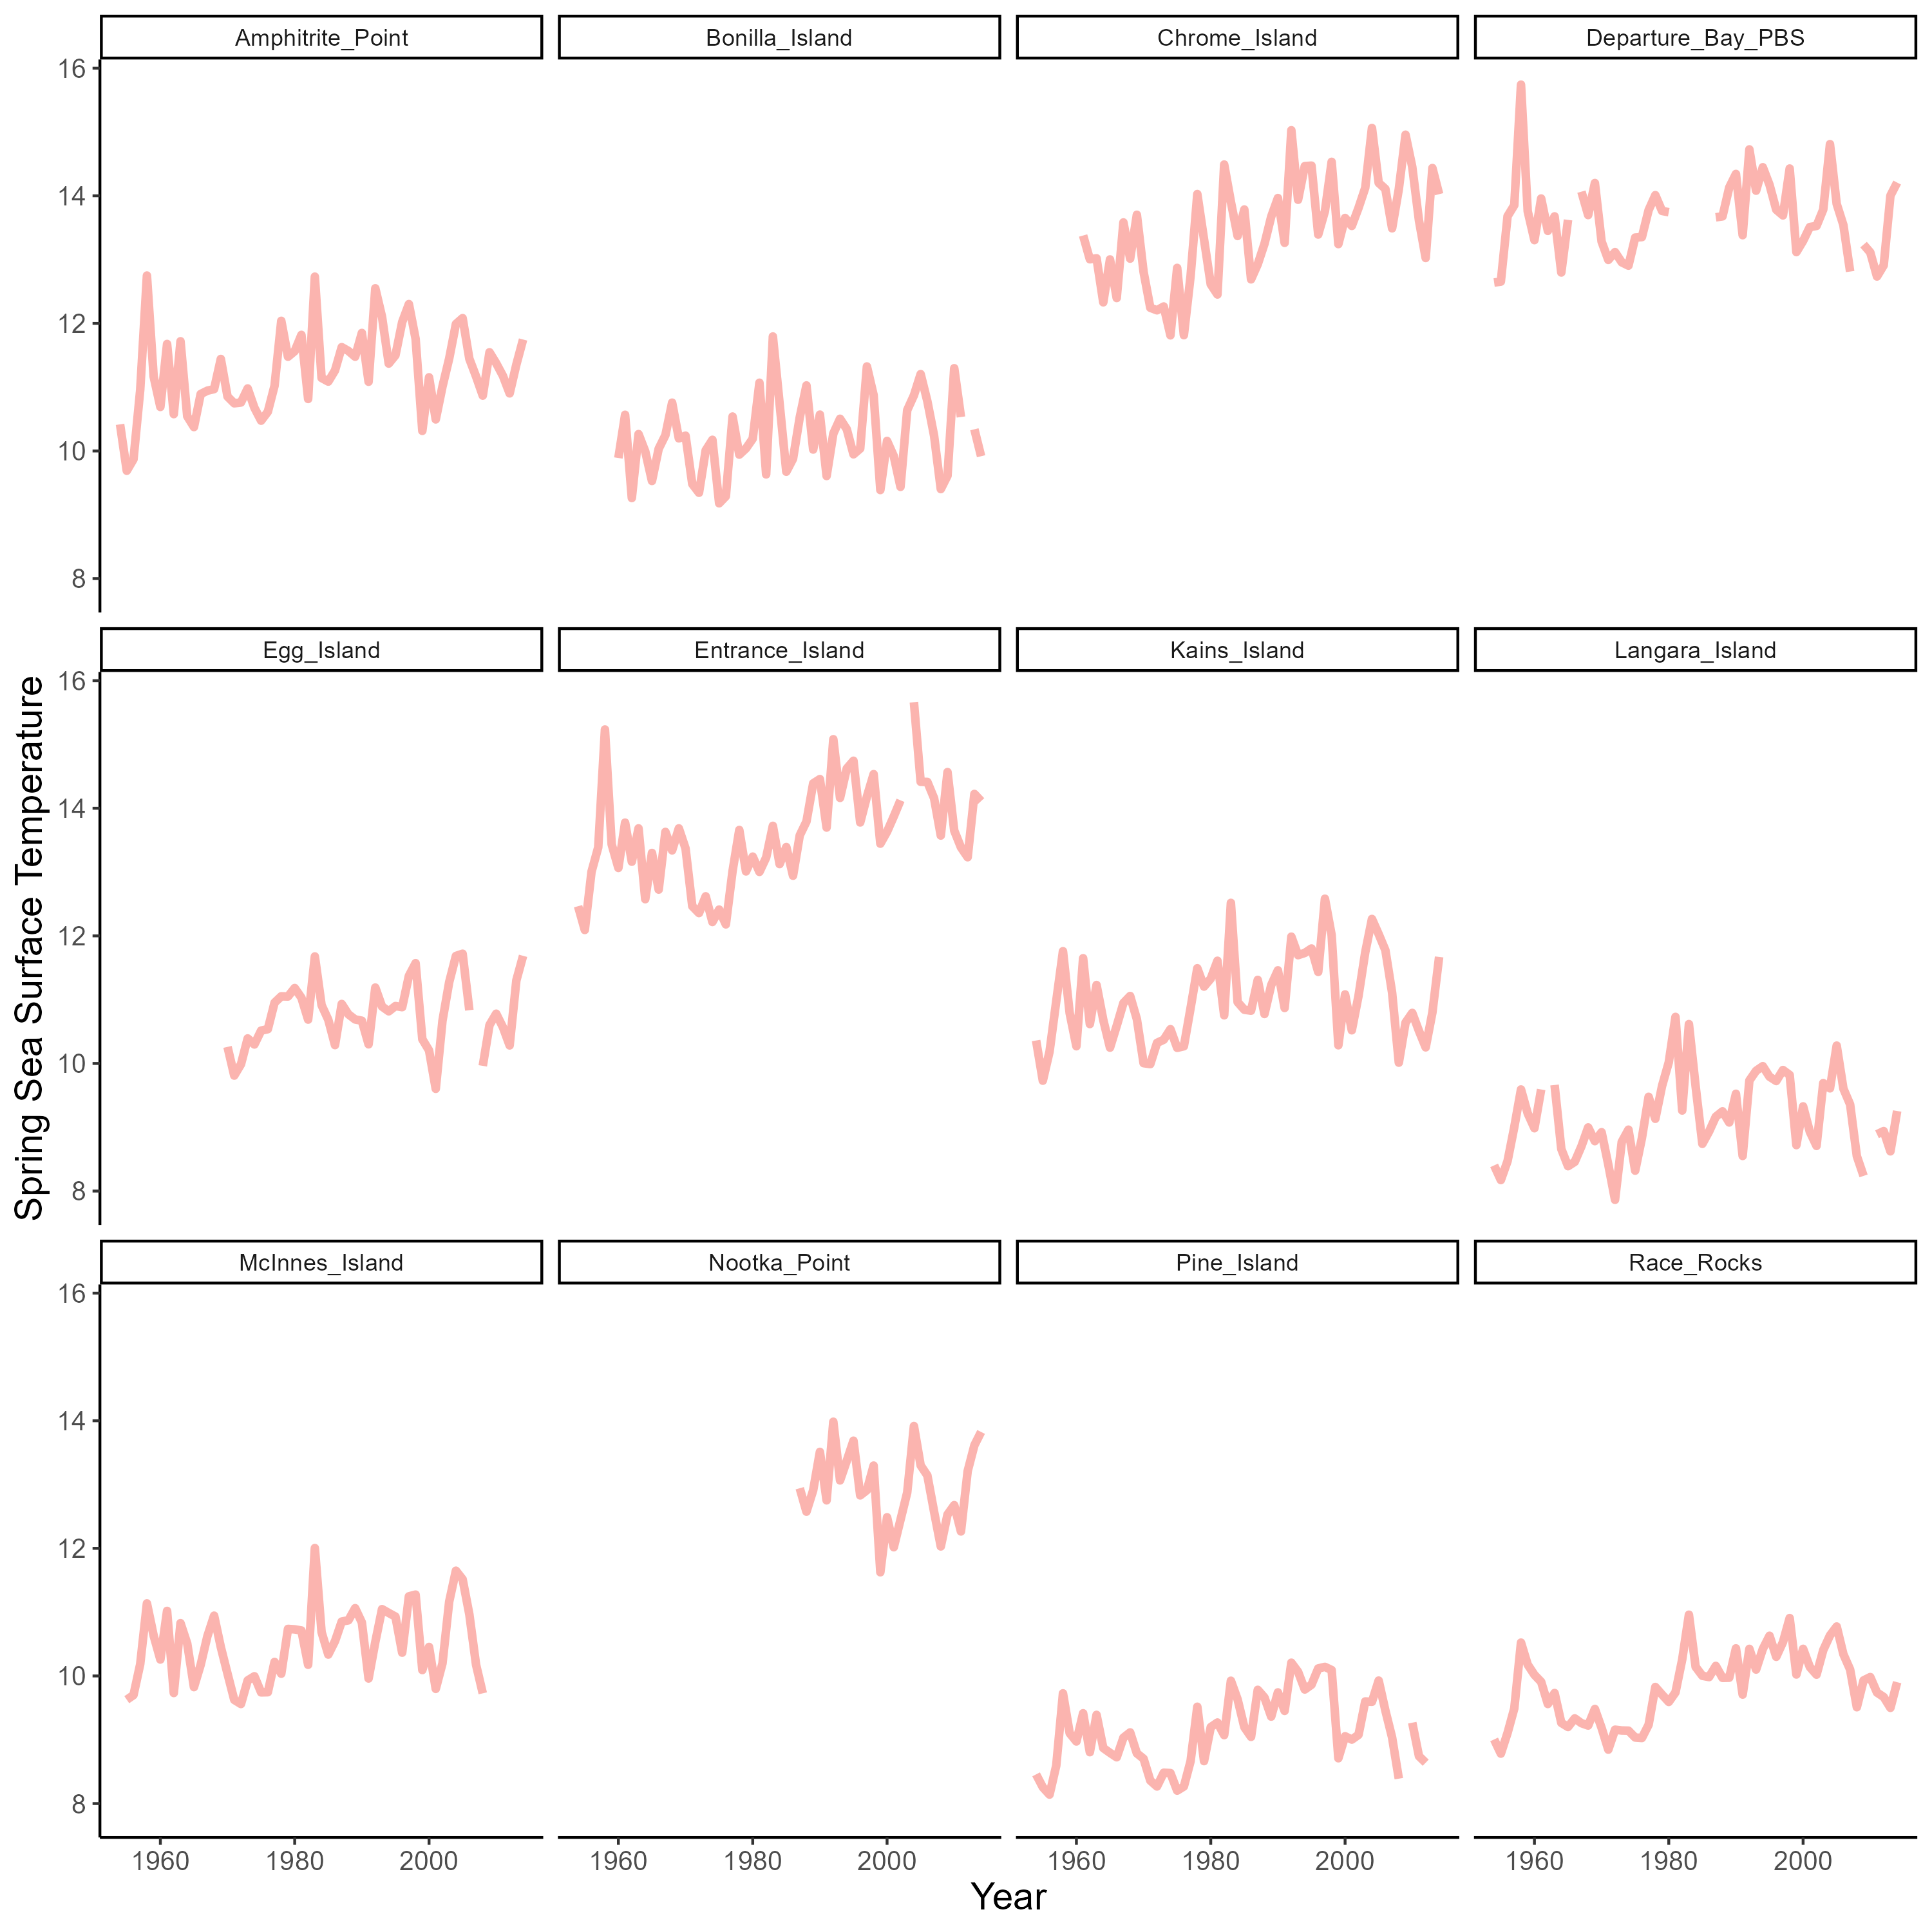 Amphitrite_Point Bonilla_Island Chrome_Island Departure_Bay_PBS
16
14
12
10
8
Egg_Island Entrance_Island Kains_Island Langara_Island
16
14
12
10
8
Spring Sea Surface Temperature
McInnes_Island Nootka_Point Pine_Island Race_Rocks
16
14
12
10
8
1960 1980 2000 1960 1980 2000 1960 1980 2000 1960 1980 2000
Year